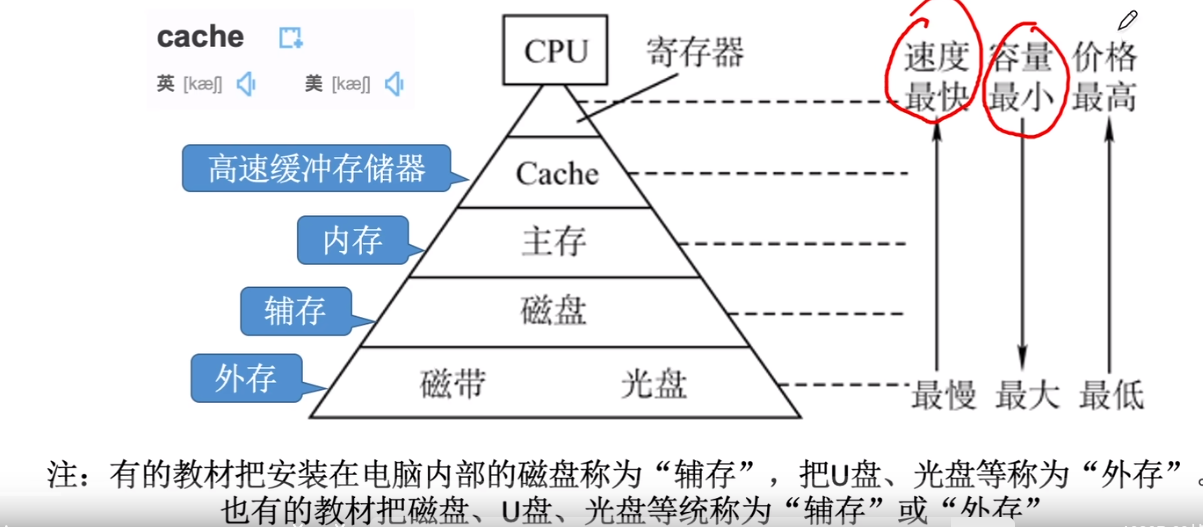 cache
英 [kæʃ] 美 [kæʃ]
CPU
寄存器
速度 容量 价格
最快 最小 最高
高速缓冲存储器
Cache
内存
主存
辅存
磁盘
外存
磁带 光盘
最慢 最大 最低
注：有的教材把安装在电脑内部的磁盘称为“辅存”，把U盘、光盘等称为“外存”。
也有的教材把磁盘、U盘、光盘等统称为“辅存”或“外存”